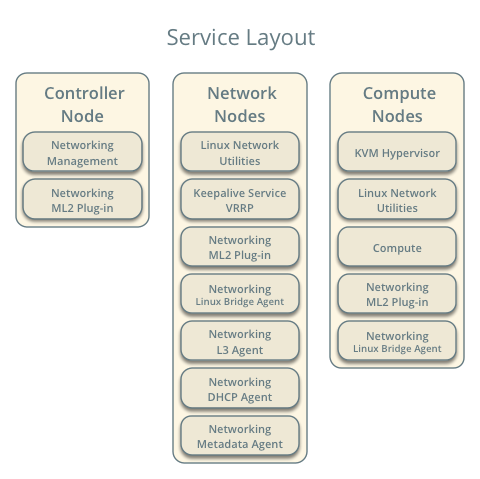 Service Layout
Controller
Node
Networking
Management
Networking
ML2 Plug-in
Network
Nodes
Linux Network
Utilities
Keepalive Service
VRRP
Networking
ML2 Plug-in
Networking
Linux Bridge Agent
Networking
L3 Agent
Networking
DHCP Agent
Networking
Metadata Agent
Compute
Nodes
KVM Hypervisor
Linux Network
Utilities
Compute
Networking
ML2 Plug-in
Networking
Linux Bridge Agent